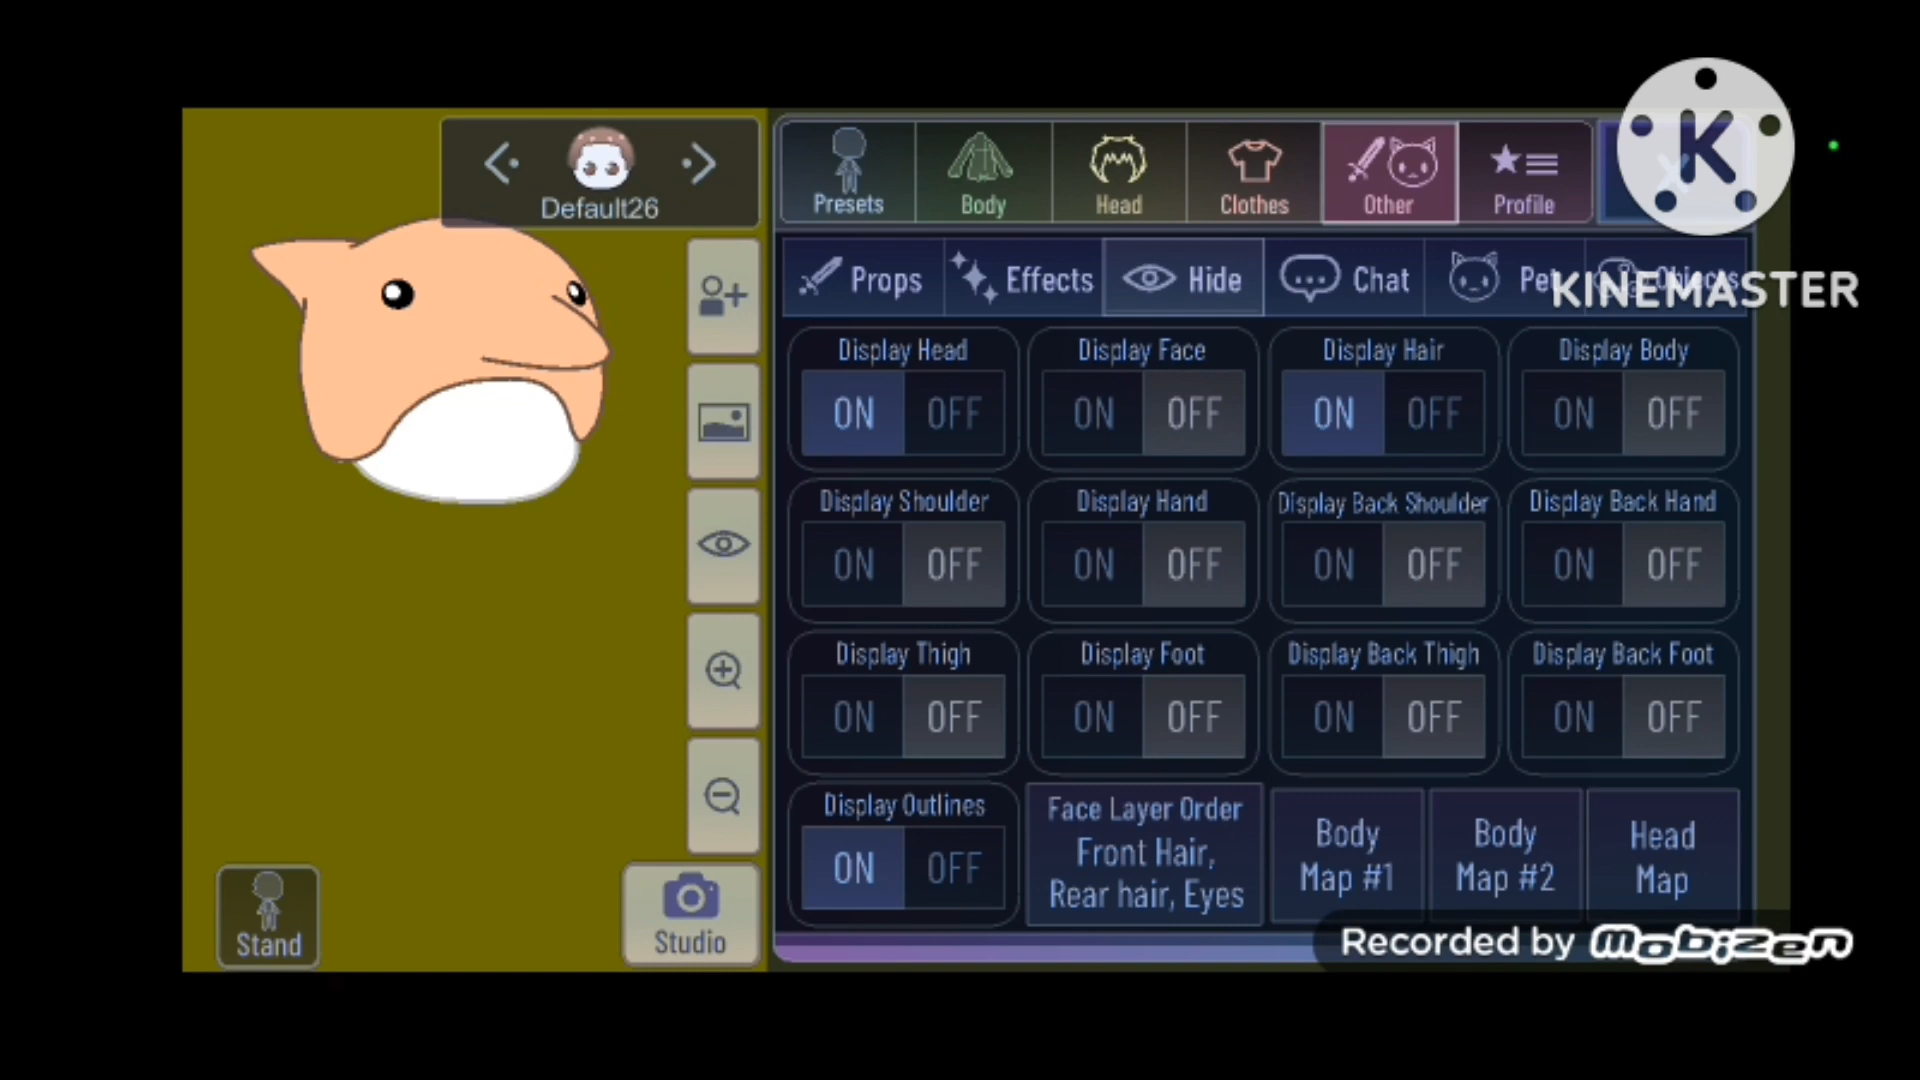 Default26
Presets
Body
Head
Clothes
Other
Profile
K
KINEMASTER
Props
Effects
Hide
Chat
Pet
Objects
Display Head
ON OFF
Display Face
ON OFF
Display Hair
ON OFF
Display Body
ON OFF
Display Shoulder
ON OFF
Display Hand
ON OFF
Display Back Shoulder
ON OFF
Display Back Hand
ON OFF
Display Thigh
ON OFF
Display Foot
ON OFF
Display Back Thigh
ON OFF
Display Back Foot
ON OFF
Display Outlines
ON OFF
Face Layer Order
Front Hair,
Rear hair, Eyes
Body
Map #1
Body
Map #2
Head
Map
Stand
Studio
Recorded by Mobizen